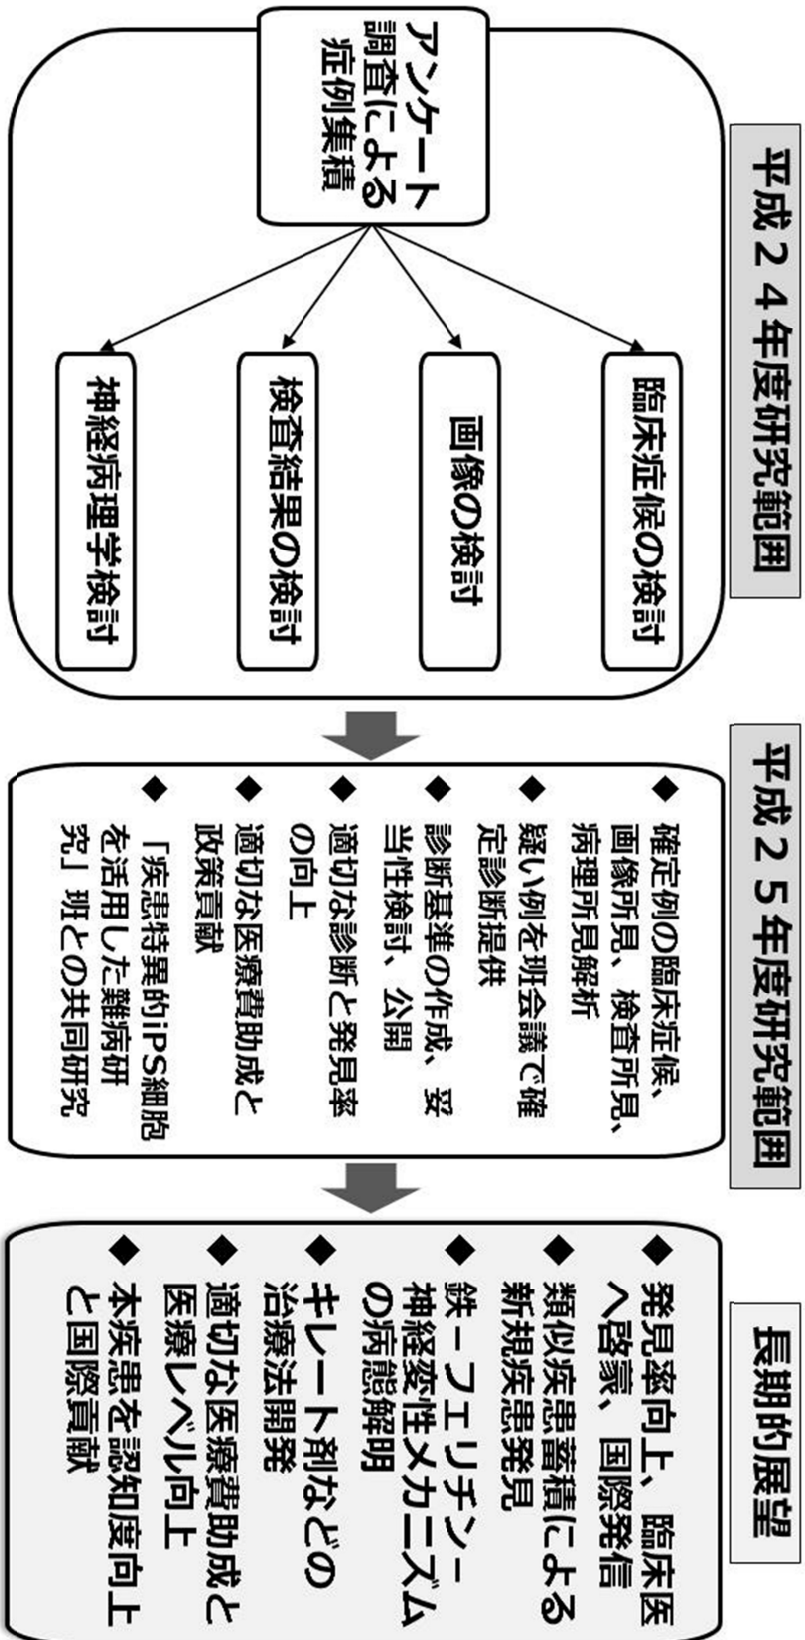 平成２４年度研究範囲
アンケート
調査による
症例集積
臨床症候の検討
画像の検討
検査結果の検討
神経病理学検討
平成２５年度研究範囲
◆ 確定例の臨床症候、
画像所見、検査所見、
病理所見解析
◆ 疑い例を班会議で確
定診断提供
◆ 診断基準の作成、妥
当性検討、公開
◆ 適切な診断と発見率
の向上
◆ 適切な医療費助成と
政策貢献
◆ 「疾患特異的iPS細胞
を活用した難病研
究」班との共同研究
長期的展望
◆ 発見率向上、臨床医
へ啓蒙、国際発信
◆ 類似疾患蓄積による
新規疾患発見
◆ 鉄－フェリチン－
神経変性メカニズム
の病態解明
◆ キレート剤などの
治療法開発
◆ 適切な医療費助成と
医療レベル向上
◆ 本疾患を認知度向上
と国際貢献